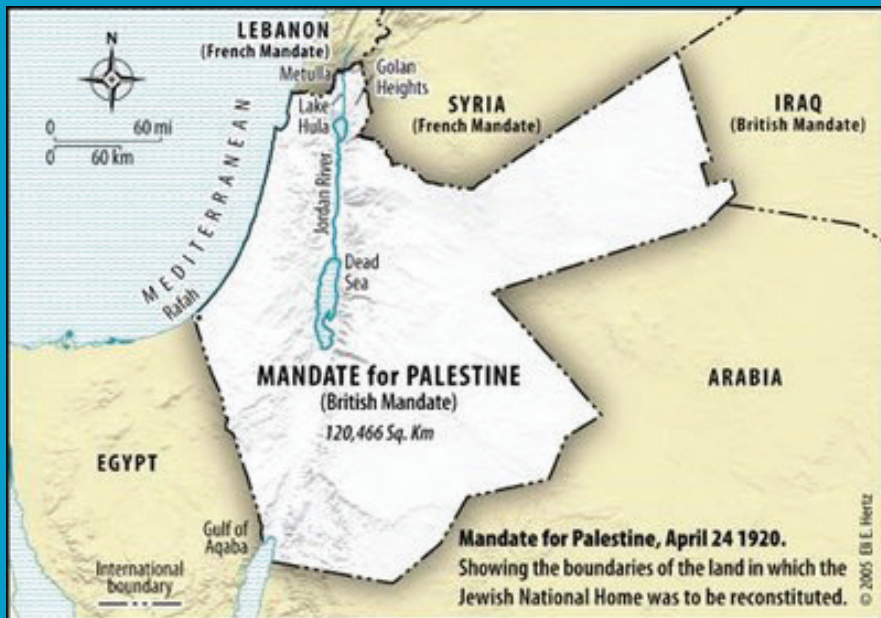 LEBANON
(French Mandate)
Metulla
Golan
Heights
N
Lake
Hula
SYRIA
(French Mandate)
IRAQ
(British Mandate)
0 60 mi
0 60 km
MEDITERRANEAN
Jordan River
Rafah
Dead
Sea
MANDATE for PALESTINE
(British Mandate)
120,466 Sq. Km
ARABIA
EGYPT
Gulf of
Aqaba
International
boundary
Mandate for Palestine, April 24 1920.
Showing the boundaries of the land in which the
Jewish National Home was to be reconstituted.
© 2005 Eli E. Hertz